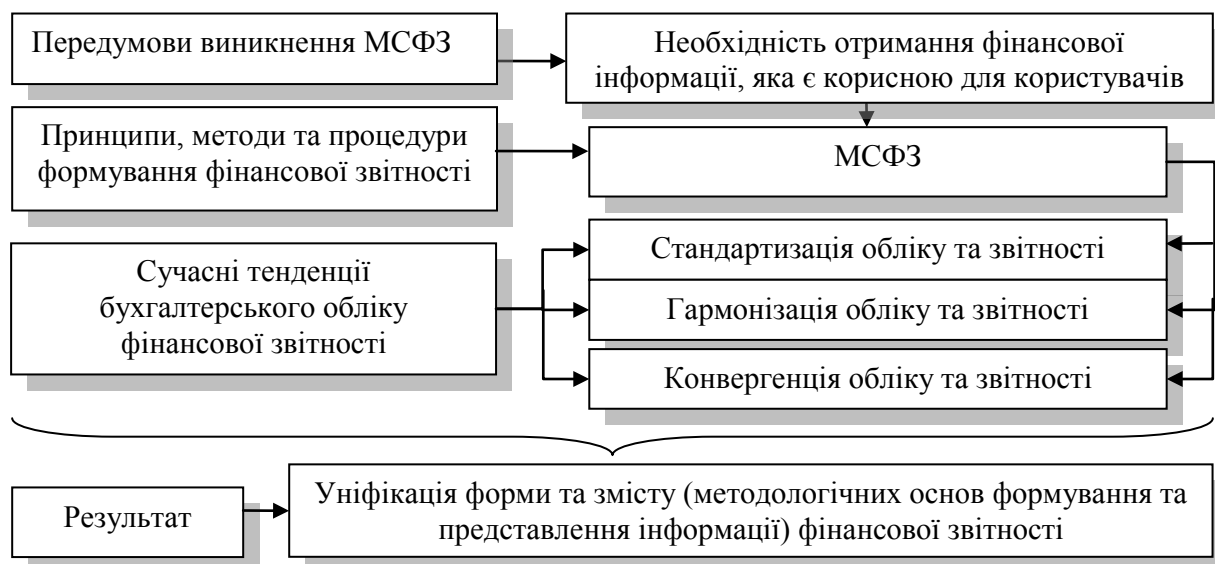 Передумови виникнення МСФЗ
Необхідність отримання фінансової
інформації, яка є корисною для користувачів
Принципи, методи та процедури
формування фінансової звітності
МСФЗ
Сучасні тенденції
бухгалтерського обліку
фінансової звітності
Стандартизація обліку та звітності
Гармонізація обліку та звітності
Конвергенція обліку та звітності
Результат
Уніфікація форми та змісту (методологічних основ формування та
представлення інформації) фінансової звітності